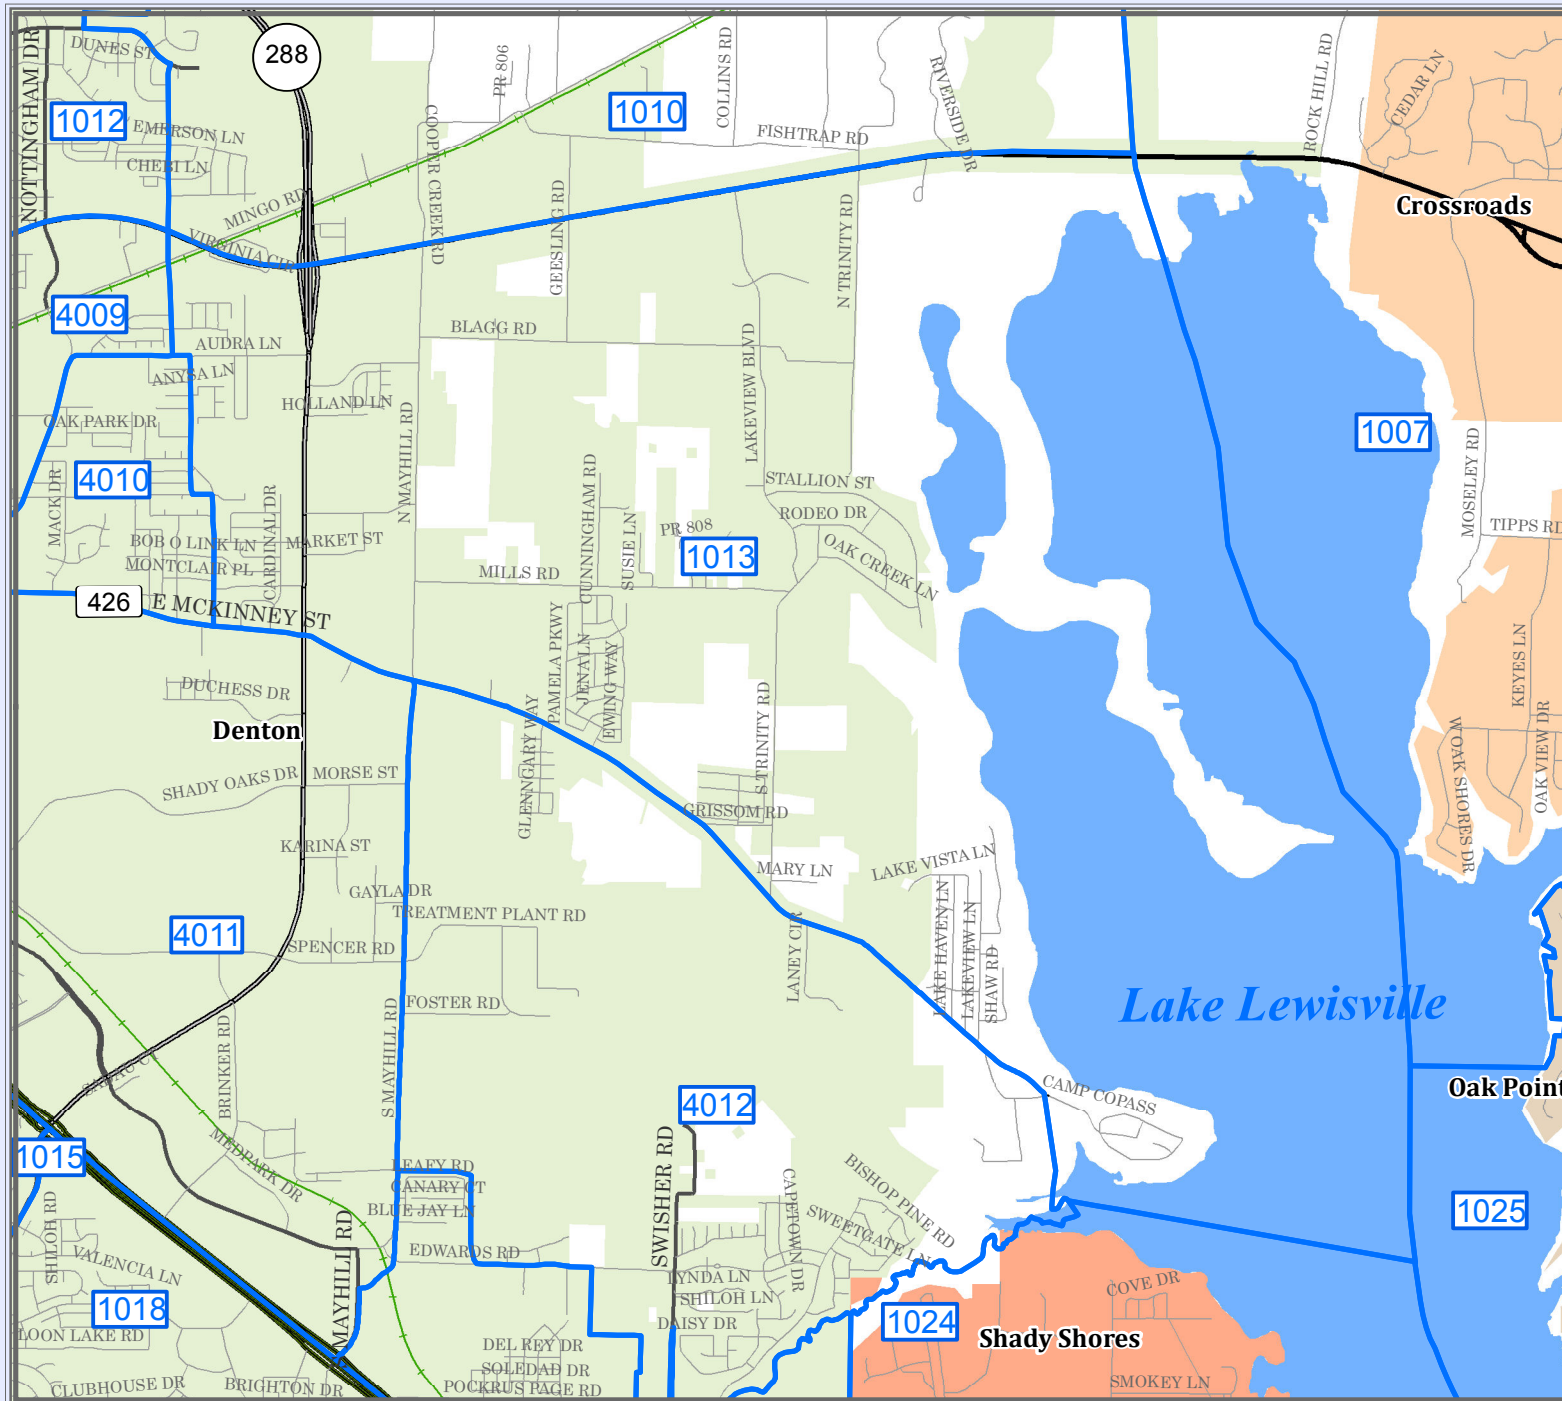 288
DUNES ST
NOTTINGHAM DR
1012
EMERSON LN
CHEBI LN
PR 806
COLLINS RD
1010
FISHTRAP RD
RIVERSIDE DR
ROCK HILL RD
CEDAR LN
Crossroads
COOPER CREEK RD
MINGO RD
VIRGINIA CIR
GEESLING RD
N TRINITY RD
4009
AUDRA LN
ANYSA LN
BLAGG RD
LAKEVIEW BLVD
HOLLAND LN
OAK PARK DR
N MAYHILL RD
1007
MOSELEY RD
TIPPS RD
4010
MACK DR
CARDINAL DR
BOB O LINK LN
MARKET ST
MONTCLAIR PL
CUNNINGHAM RD
SUSIE LN
PR 808
1013
STALLION ST
RODEO DR
OAK CREEK LN
MILLS RD
426
E MCKINNEY ST
PAMELA PKWY
JENA LN
EWING WAY
GLENNGARY WAY
S TRINITY RD
KEYES LN
W OAK SHORES DR
OAK VIEW DR
DUCHESS DR
Denton
SHADY OAKS DR
MORSE ST
GRISSOM RD
KARINA ST
MARY LN
LAKE VISTA LN
GAYLA DR
TREATMENT PLANT RD
4011
SPENCER RD
LANEY CIR
LAKE HAVEN LN
LAKEVIEW LN
SHAW RD
FOSTER RD
S MAYHILL RD
Lake Lewisville
BRINKER RD
4012
CAMP COPASS
Oak Point
1015
MEDPARK DR
LEAFY RD
CANARY CT
BLUE JAY LN
SWISHER RD
CAPETOWN DR
BISHOP PINE RD
SWEETGATE LN
1025
SHILOH RD
VALENCIA LN
MAYHILL RD
EDWARDS RD
LYNDA LN
SHILOH LN
COVE DR
1018
DAISY DR
1024
Shady Shores
LOON LAKE RD
DEL REY DR
SOLEDAD DR
CLUBHOUSE DR
BRIGHTON DR
POCKRUS PAGE RD
SMOKEY LN